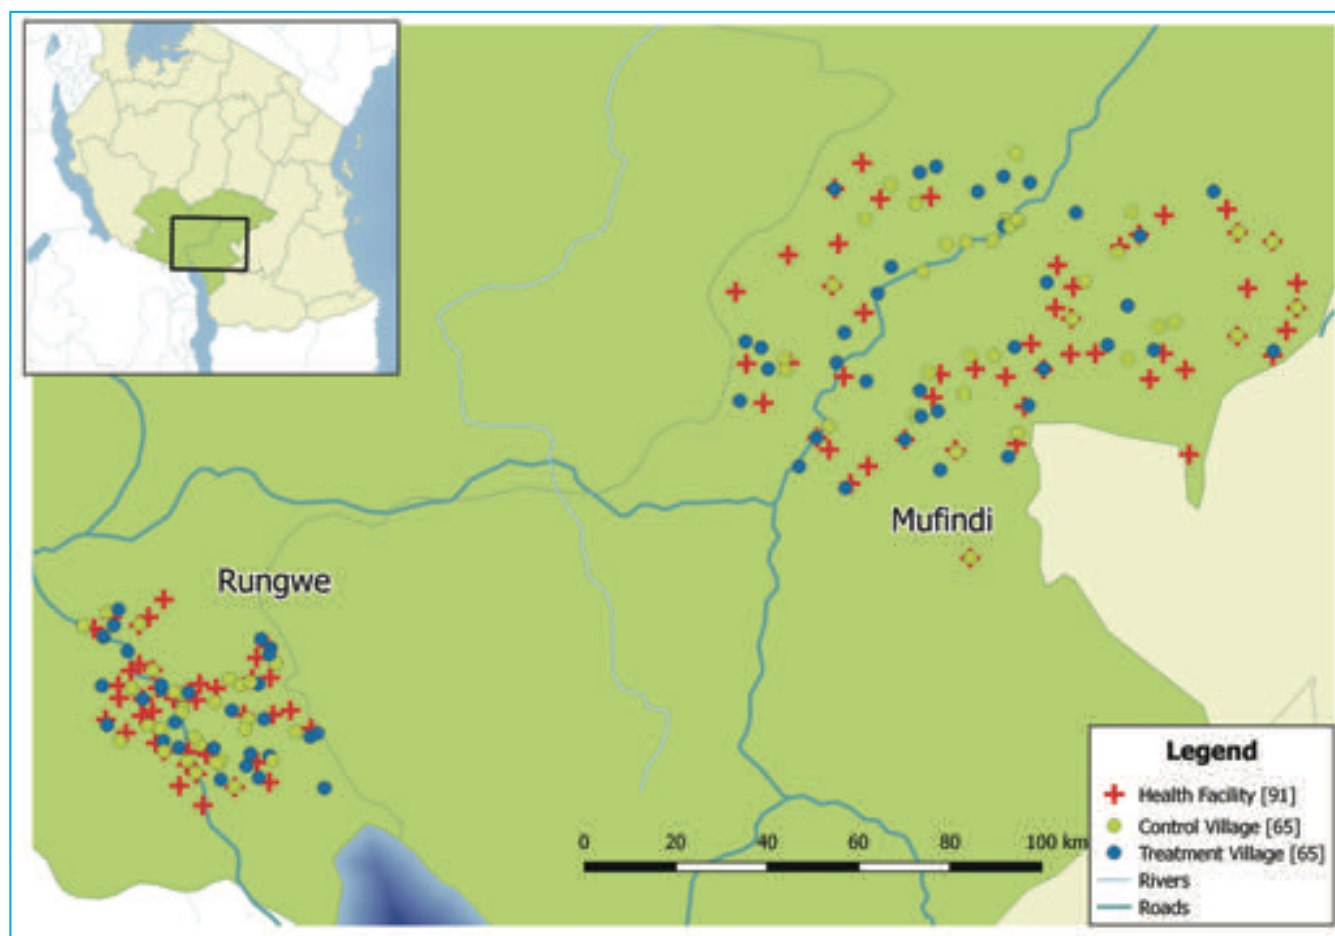 Mufindi
Rungwe
0 20 40 60 80 100 km
Legend
Health Facility [91]
Control Village [65]
Treatment Village [65]
Rivers
Roads